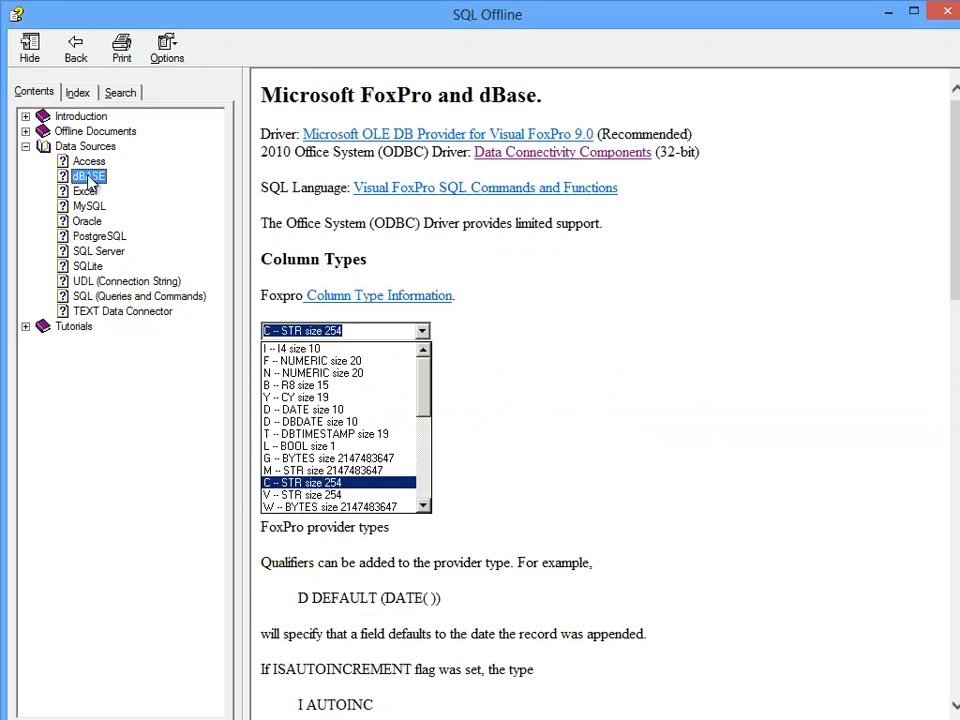 SQL Offline
Hide
Back
Print
Options
Contents
Index
Search
Introduction
Offline Documents
Data Sources
Access
dBASE
Excel
MySQL
Oracle
PostgreSQL
SQL Server
SQLite
UDL (Connection String)
SQL (Queries and Commands)
TEXT Data Connector
Tutorials
Microsoft FoxPro and dBase.
Driver: Microsoft OLE DB Provider for Visual FoxPro 9.0 (Recommended)
2010 Office System (ODBC) Driver: Data Connectivity Components (32-bit)
SQL Language: Visual FoxPro SQL Commands and Functions
The Office System (ODBC) Driver provides limited support.
Column Types
Foxpro Column Type Information.
C -- STR size 254
I -- I4 size 10
F -- NUMERIC size 20
N -- NUMERIC size 20
B -- R8 size 15
Y -- CY size 19
D -- DATE size 10
D -- DBDATE size 10
T -- DBTIMESTAMP size 19
L -- BOOL size 1
G -- BYTES size 2147483647
M -- STR size 2147483647
C -- STR size 254
V -- STR size 254
W -- BYTES size 2147483647
FoxPro provider types
Qualifiers can be added to the provider type. For example,
D DEFAULT (DATE( ))
will specify that a field defaults to the date the record was appended.
If ISAUTOINCREMENT flag was set, the type
I AUTOINC